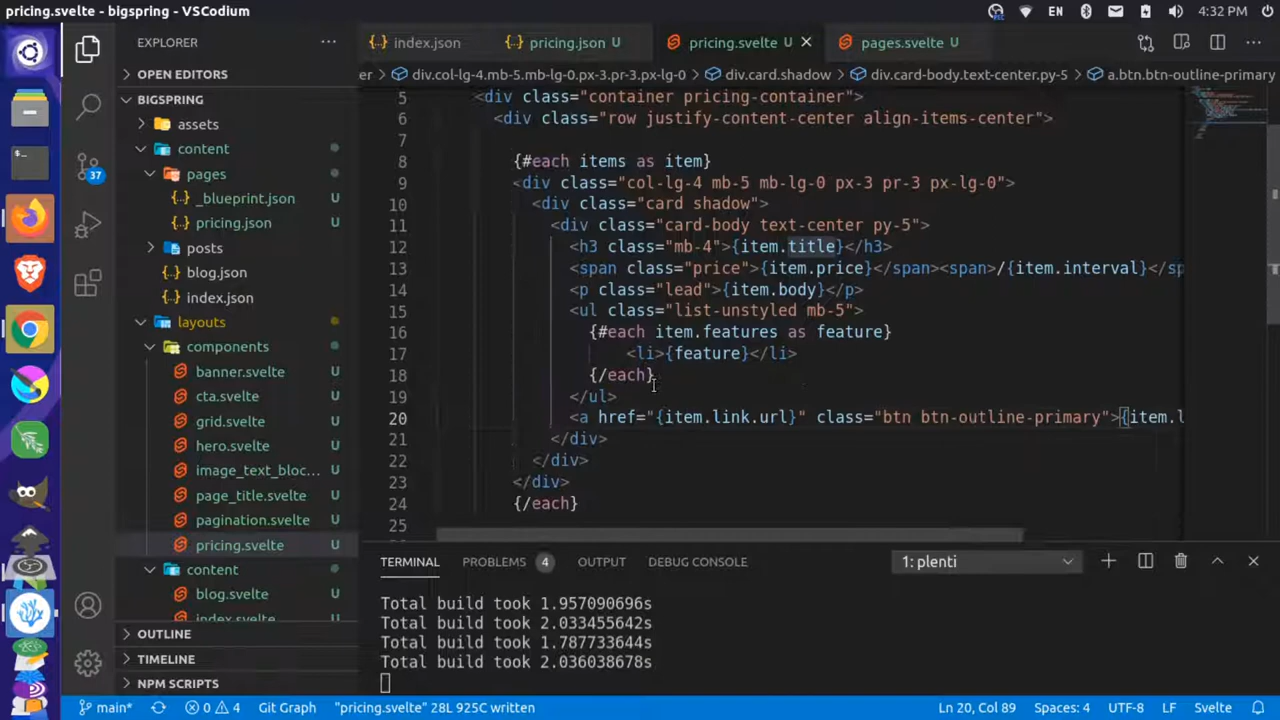 pricing.svelte - bigspring - VSCodium
EN
4:32 PM
EXPLORER
index.json
pricing.json U
pricing.svelte U
pages.svelte U
OPEN EDITORS
er > div.col-lg-4.mb-5.mb-lg-0.px-3.pr-3.px-lg-0 > div.card.shadow > div.card-body.text-center.py-5 > a.btn.btn-outline-primary
BIGSPRING
assets
content
pages
_blueprint.json U
pricing.json U
posts
blog.json
index.json
layouts
components
banner.svelte U
cta.svelte U
grid.svelte U
hero.svelte U
image_text_bloc... U
page_title.svelte U
pagination.svelte U
pricing.svelte U
content
blog.svelte U
index.svelte U
OUTLINE
TIMELINE
NPM SCRIPTS
37
5 <div class="container pricing-container">
6 <div class="row justify-content-center align-items-center">
7
8 {#each items as item}
9 <div class="col-lg-4 mb-5 mb-lg-0 px-3 pr-3 px-lg-0">
10 <div class="card shadow">
11 <div class="card-body text-center py-5">
12 <h3 class="mb-4">{item.title}</h3>
13 <span class="price">{item.price}</span><span>/{item.interval}</sp
14 <p class="lead">{item.body}</p>
15 <ul class="list-unstyled mb-5">
16 {#each item.features as feature}
17 <li>{feature}</li>
18 {/each}
19 </ul>
20 <a href="{item.link.url}" class="btn btn-outline-primary">{item.l
21 </div>
22 </div>
23 </div>
24 {/each}
25
TERMINAL PROBLEMS 4 OUTPUT DEBUG CONSOLE 1: plenti
Total build took 1.957090696s
Total build took 2.033455642s
Total build took 1.787733644s
Total build took 2.036038678s
main* 0 4 Git Graph "pricing.svelte" 28L 925C written Ln 20, Col 89 Spaces: 4 UTF-8 LF Svelte